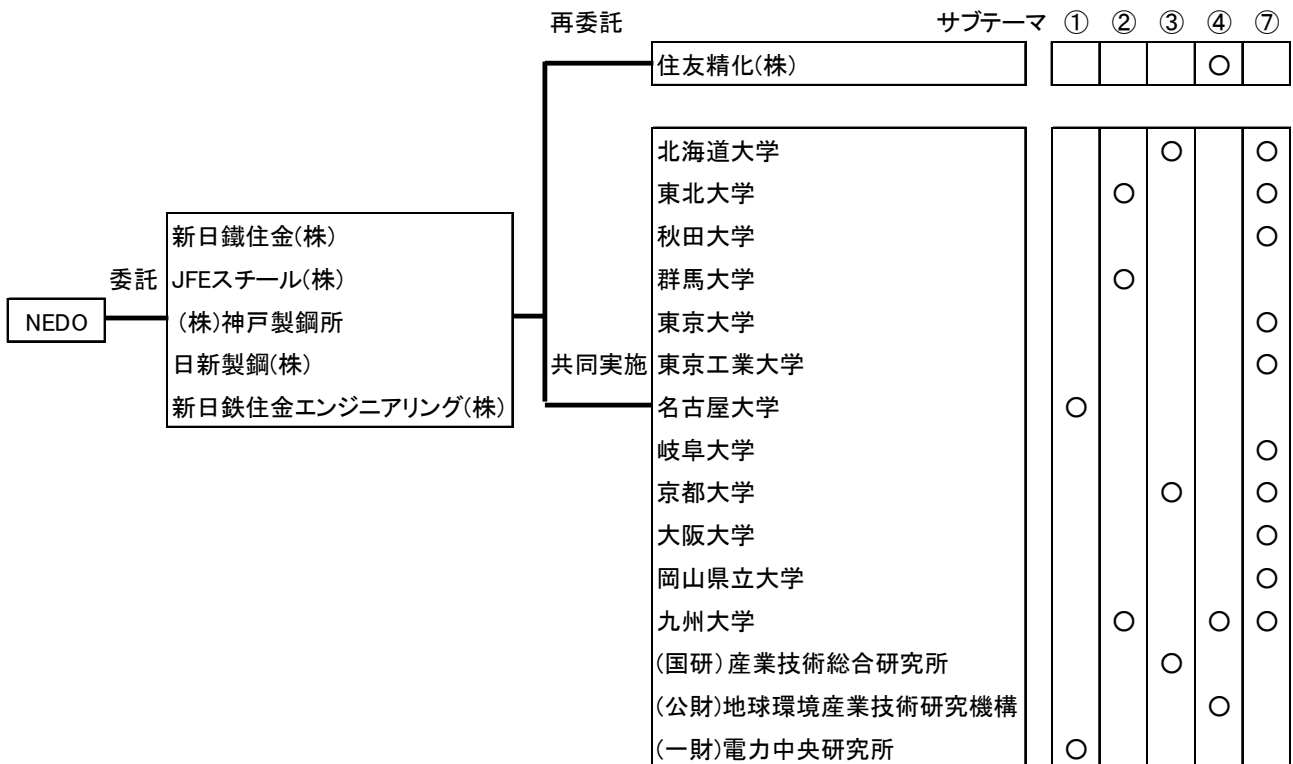 再委託 サブテーマ ① ② ③ ④ ⑦
住友精化(株) ○
北海道大学 ○ ○
東北大学 ○ ○
新日鐵住金(株) 秋田大学 ○
委託 JFEスチール(株) 群馬大学 ○
NEDO (株)神戸製鋼所 東京大学 ○
日新製鋼(株) 共同実施 東京工業大学 ○
新日鉄住金エンジニアリング(株) 名古屋大学 ○
岐阜大学 ○
京都大学 ○ ○
大阪大学 ○
岡山県立大学 ○
九州大学 ○ ○ ○
(国研)産業技術総合研究所 ○
(公財)地球環境産業技術研究機構 ○
(一財)電力中央研究所 ○